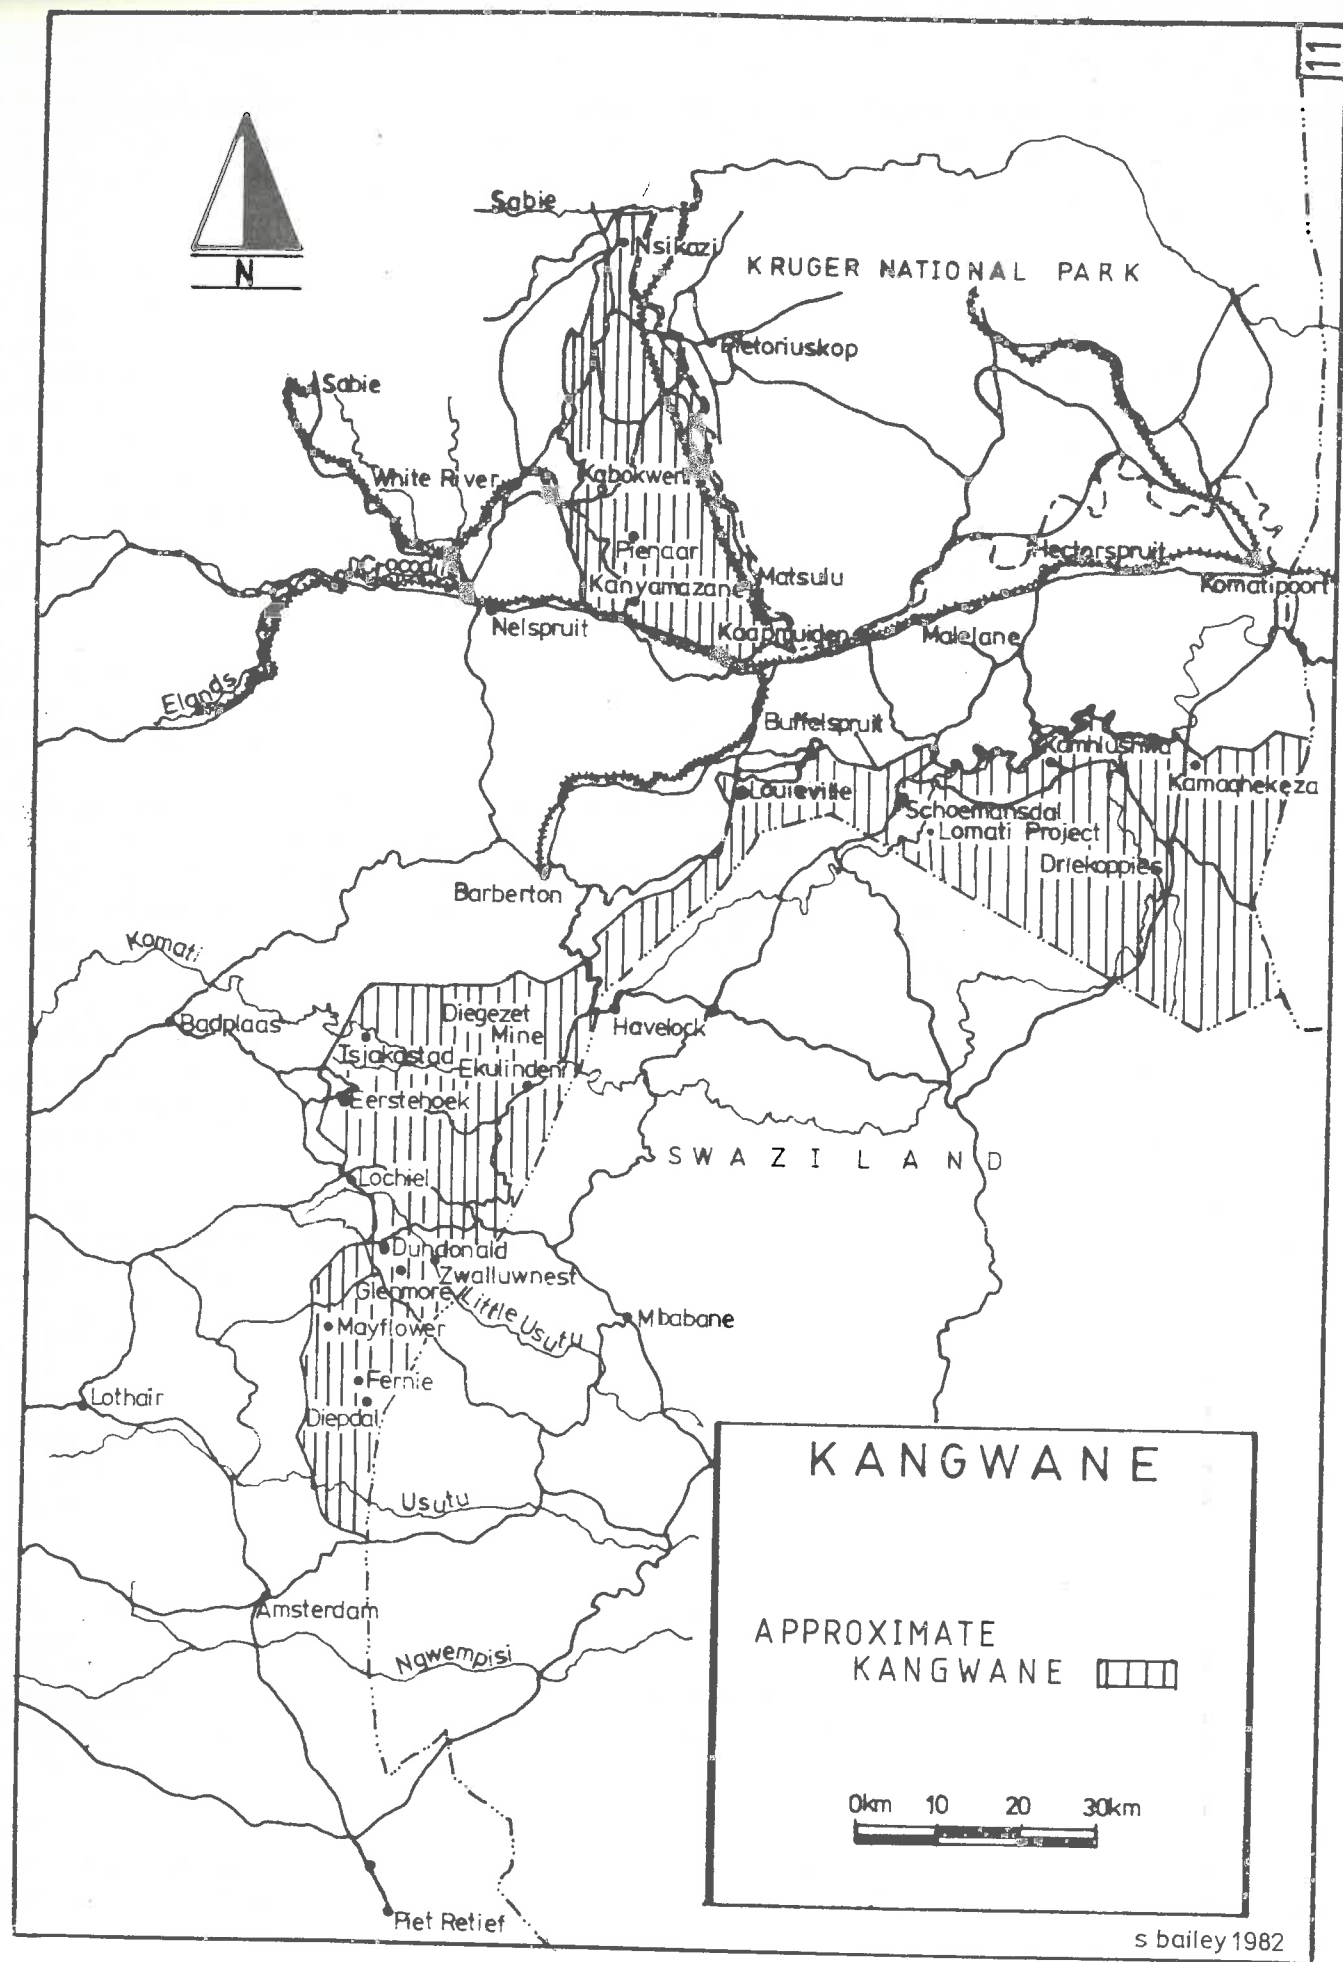 11
Sabie
Nsikazi
N
KRUGER NATIONAL PARK
Pretoriuskop
Sabie
White River
Kabokweni
Pienaar
Crocodile
Hectorspruit
Matsulu
Kanyamazane
Komatipoort
Nelspruit
Kaapmuiden
Malelane
Elands
Buffelspruit
Kamhlushwa
Kamaqhekeza
Louieville
Schoemansdal
Lomati Project
Driekoppies
Barberton
Komati
Diegezet
Mine
Badplaas
Havelock
Tsjakastad
Ekulinden
Eerstehoek
SWAZILAND
Lochiel
Dundonald
Zwalluwnest
Glenmore
Little Usutu
Mayflower
Mbabane
Fernie
Lothair
Diepdal
KANGWANE
Usutu
Amsterdam
APPROXIMATE
KANGWANE
Ngwempisi
0km 10 20 30km
Piet Retief
s bailey 1982